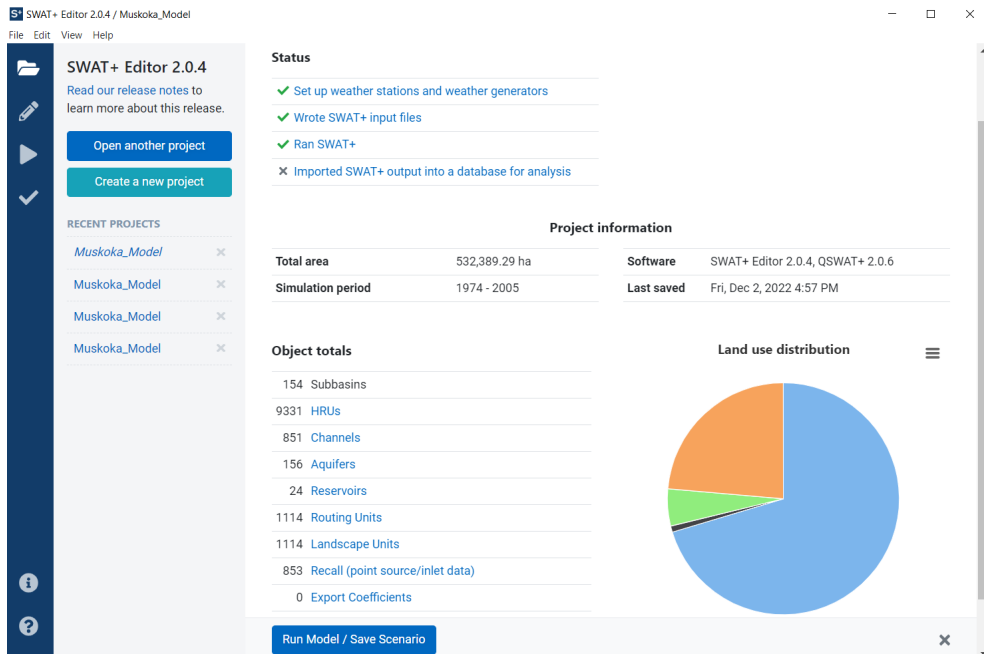 S+ SWAT+ Editor 2.0.4 / Muskoka_Model
File Edit View Help
SWAT+ Editor 2.0.4
Read our release notes to
learn more about this release.
Open another project
Create a new project
RECENT PROJECTS
Muskoka_Model
Muskoka_Model
Muskoka_Model
Muskoka_Model
Status
Set up weather stations and weather generators
Wrote SWAT+ input files
Ran SWAT+
Imported SWAT+ output into a database for analysis
Project information
Total area 532,389.29 ha
Simulation period 1974 - 2005
Software SWAT+ Editor 2.0.4, QSWAT+ 2.0.6
Last saved Fri, Dec 2, 2022 4:57 PM
Object totals
154 Subbasins
9331 HRUs
851 Channels
156 Aquifers
24 Reservoirs
1114 Routing Units
1114 Landscape Units
853 Recall (point source/inlet data)
0 Export Coefficients
Land use distribution
Run Model / Save Scenario